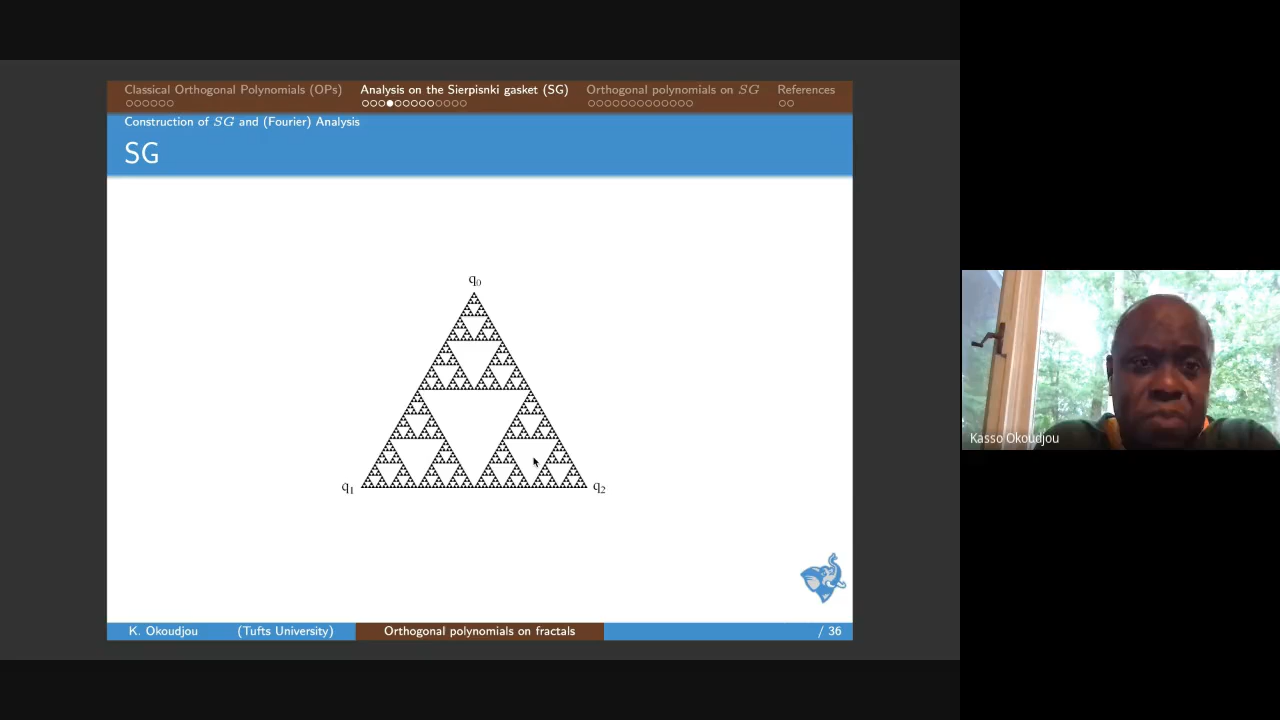 Classical Orthogonal Polynomials (OPs)
Analysis on the Sierpisnki gasket (SG)
Orthogonal polynomials on SG
References
Construction of SG and (Fourier) Analysis
SG
q0
q1
q2
Kasso Okoudjou
K. Okoudjou (Tufts University)
Orthogonal polynomials on fractals
/ 36